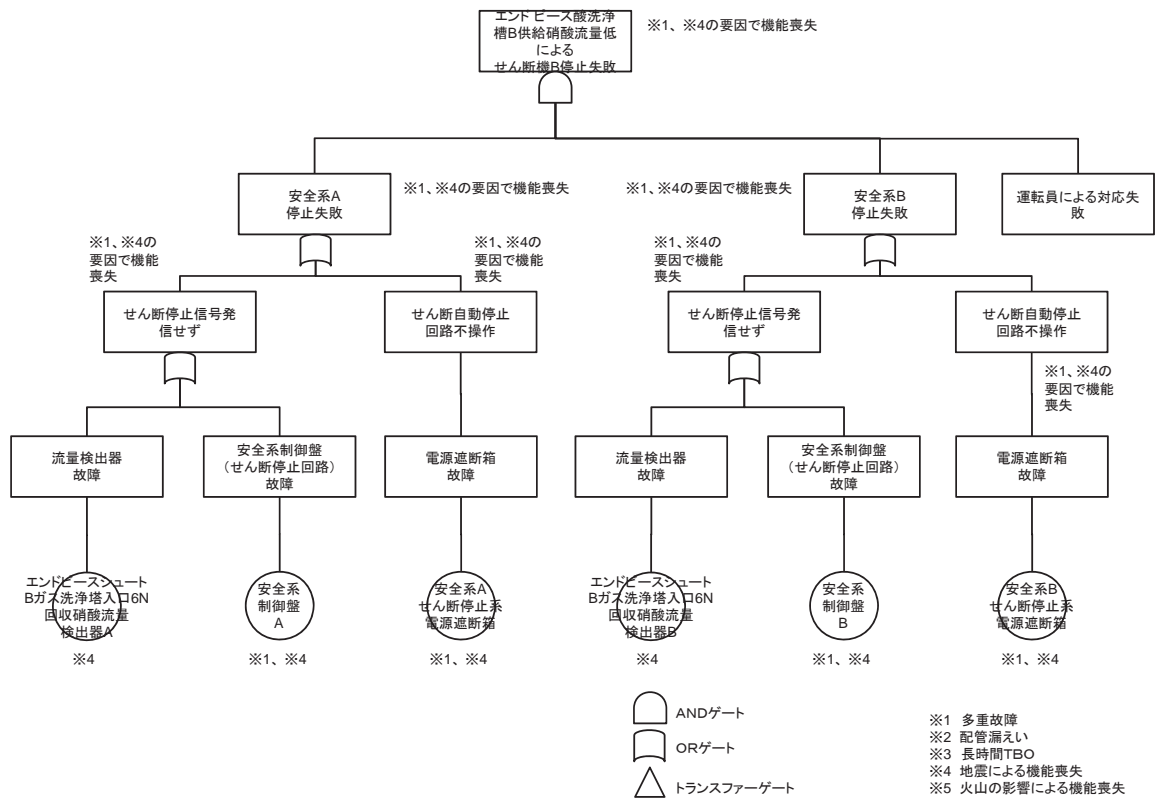 エンドピース酸洗浄
槽B供給硝酸流量低
による
せん断機B停止失敗
※1、※4の要因で機能喪失
安全系A
停止失敗
※1、※4の要因で機能喪失
※1、※4の要因で機能喪失
安全系B
停止失敗
運転員による対応失
敗
※1、※4の
要因で機能
喪失
※1、※4の
要因で機能
喪失
※1、※4の
要因で機能
喪失
せん断停止信号発
信せず
せん断自動停止
回路不操作
せん断停止信号発
信せず
せん断自動停止
回路不操作
※1、※4の
要因で機能
喪失
流量検出器
故障
安全系制御盤
（せん断停止回路）
故障
電源遮断箱
故障
流量検出器
故障
安全系制御盤
（せん断停止回路）
故障
電源遮断箱
故障
エンドピースシュート
Bガス洗浄塔入口6N
回収硝酸流量
検出器A
安全系
制御盤
A
安全系A
せん断停止系
電源遮断箱
エンドピースシュート
Bガス洗浄塔入口6N
回収硝酸流量
検出器B
安全系
制御盤
B
安全系B
せん断停止系
電源遮断箱
※4
※1、※4
※1、※4
※4
※1、※4
※1、※4
ANDゲート
ORゲート
トランスファーゲート
※1 多重故障
※2 配管漏えい
※3 長時間TBO
※4 地震による機能喪失
※5 火山の影響による機能喪失